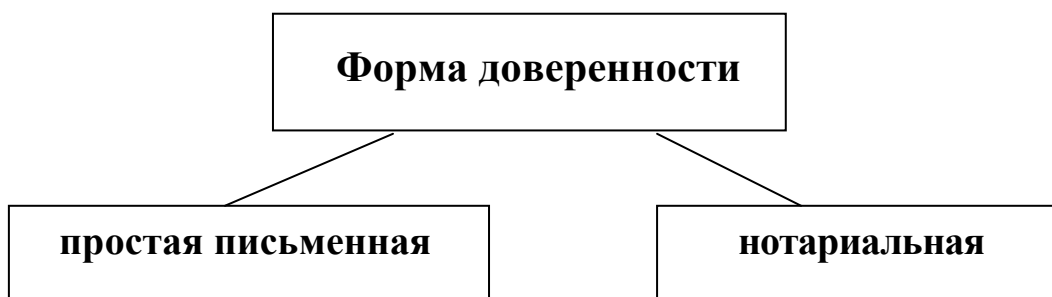 Форма доверенности
простая письменная
нотариальная